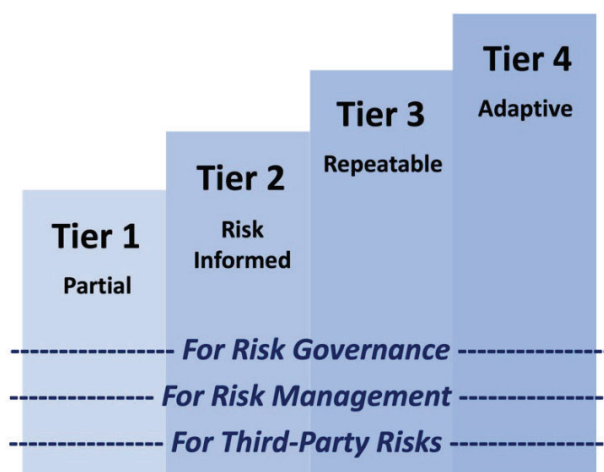 Tier 1
Partial
Tier 2
Risk
Informed
Tier 3
Repeatable
Tier 4
Adaptive
For Risk Governance
For Risk Management
For Third-Party Risks